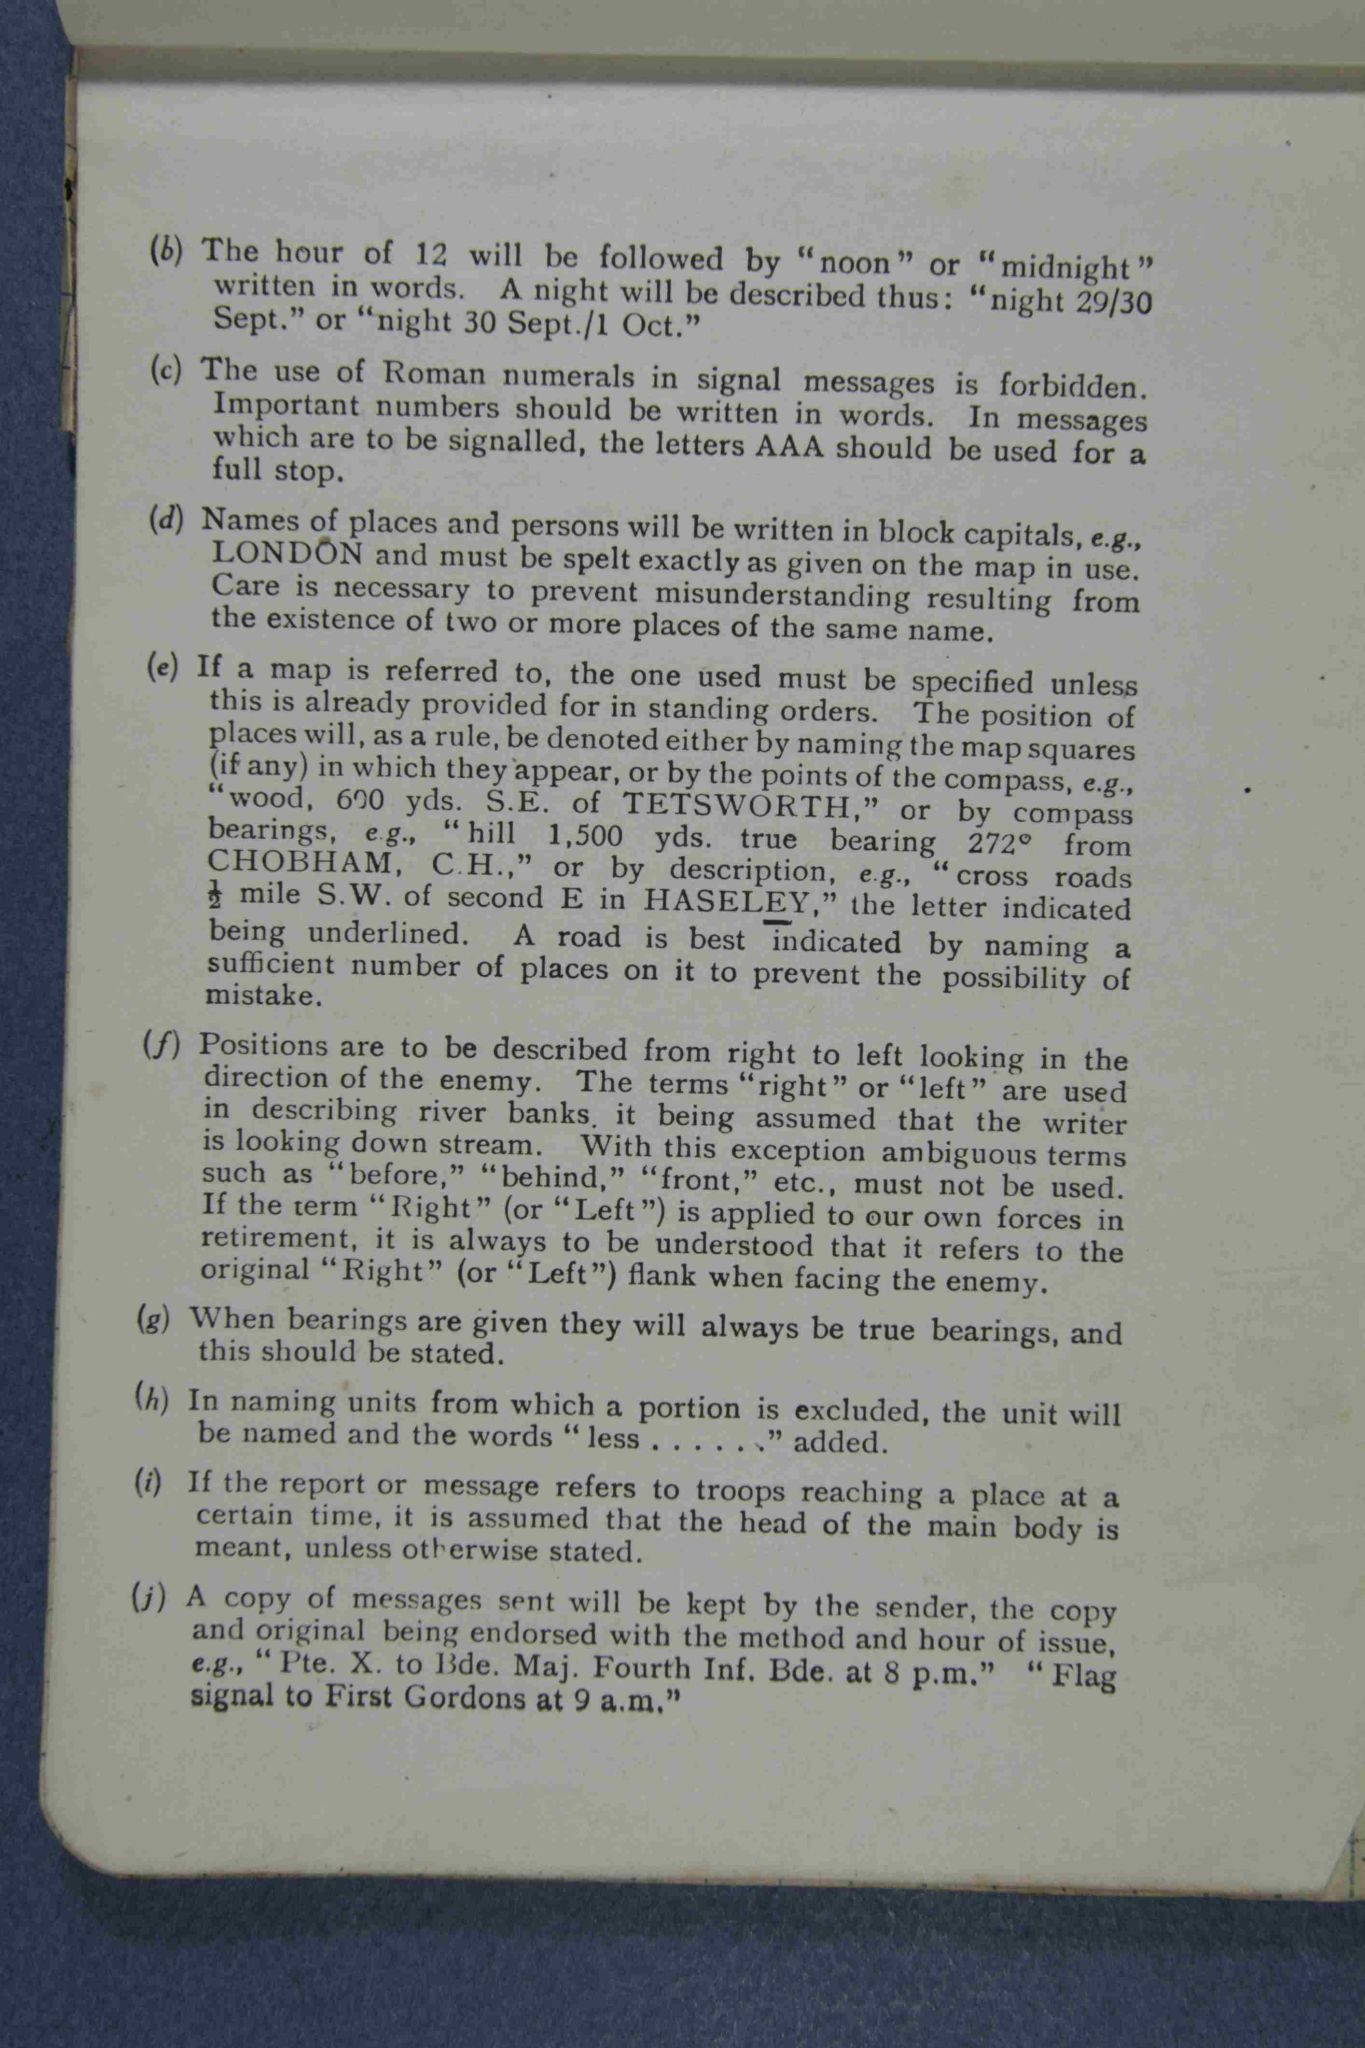 (b) The hour of 12 will be followed by “noon” or “midnight”
written in words. A night will be described thus: “night 29/30
Sept.” or “night 30 Sept./1 Oct.”
(c) The use of Roman numerals in signal messages is forbidden.
Important numbers should be written in words. In messages
which are to be signalled, the letters AAA should be used for a
full stop.
(d) Names of places and persons will be written in block capitals, e.g.,
LONDON and must be spelt exactly as given on the map in use.
Care is necessary to prevent misunderstanding resulting from
the existence of two or more places of the same name.
(e) If a map is referred to, the one used must be specified unless
this is already provided for in standing orders. The position of
places will, as a rule, be denoted either by naming the map squares
(if any) in which they appear, or by the points of the compass, e.g.,
“wood, 600 yds. S.E. of TETSWORTH,” or by compass
bearings, e.g., “hill 1,500 yds. true bearing 272° from
CHOBHAM, C.H.,” or by description, e.g., “cross roads
½ mile S.W. of second E in HASELEY,” the letter indicated
being underlined. A road is best indicated by naming a
sufficient number of places on it to prevent the possibility of
mistake.
(f) Positions are to be described from right to left looking in the
direction of the enemy. The terms “right” or “left” are used
in describing river banks, it being assumed that the writer
is looking down stream. With this exception ambiguous terms
such as “before,” “behind,” “front,” etc., must not be used.
If the term “Right” (or “Left”) is applied to our own forces in
retirement, it is always to be understood that it refers to the
original “Right” (or “Left”) flank when facing the enemy.
(g) When bearings are given they will always be true bearings, and
this should be stated.
(h) In naming units from which a portion is excluded, the unit will
be named and the words “less . . . . . .” added.
(i) If the report or message refers to troops reaching a place at a
certain time, it is assumed that the head of the main body is
meant, unless otherwise stated.
(j) A copy of messages sent will be kept by the sender, the copy
and original being endorsed with the method and hour of issue,
e.g., “Pte. X. to Bde. Maj. Fourth Inf. Bde. at 8 p.m.” “Flag
signal to First Gordons at 9 a.m.”